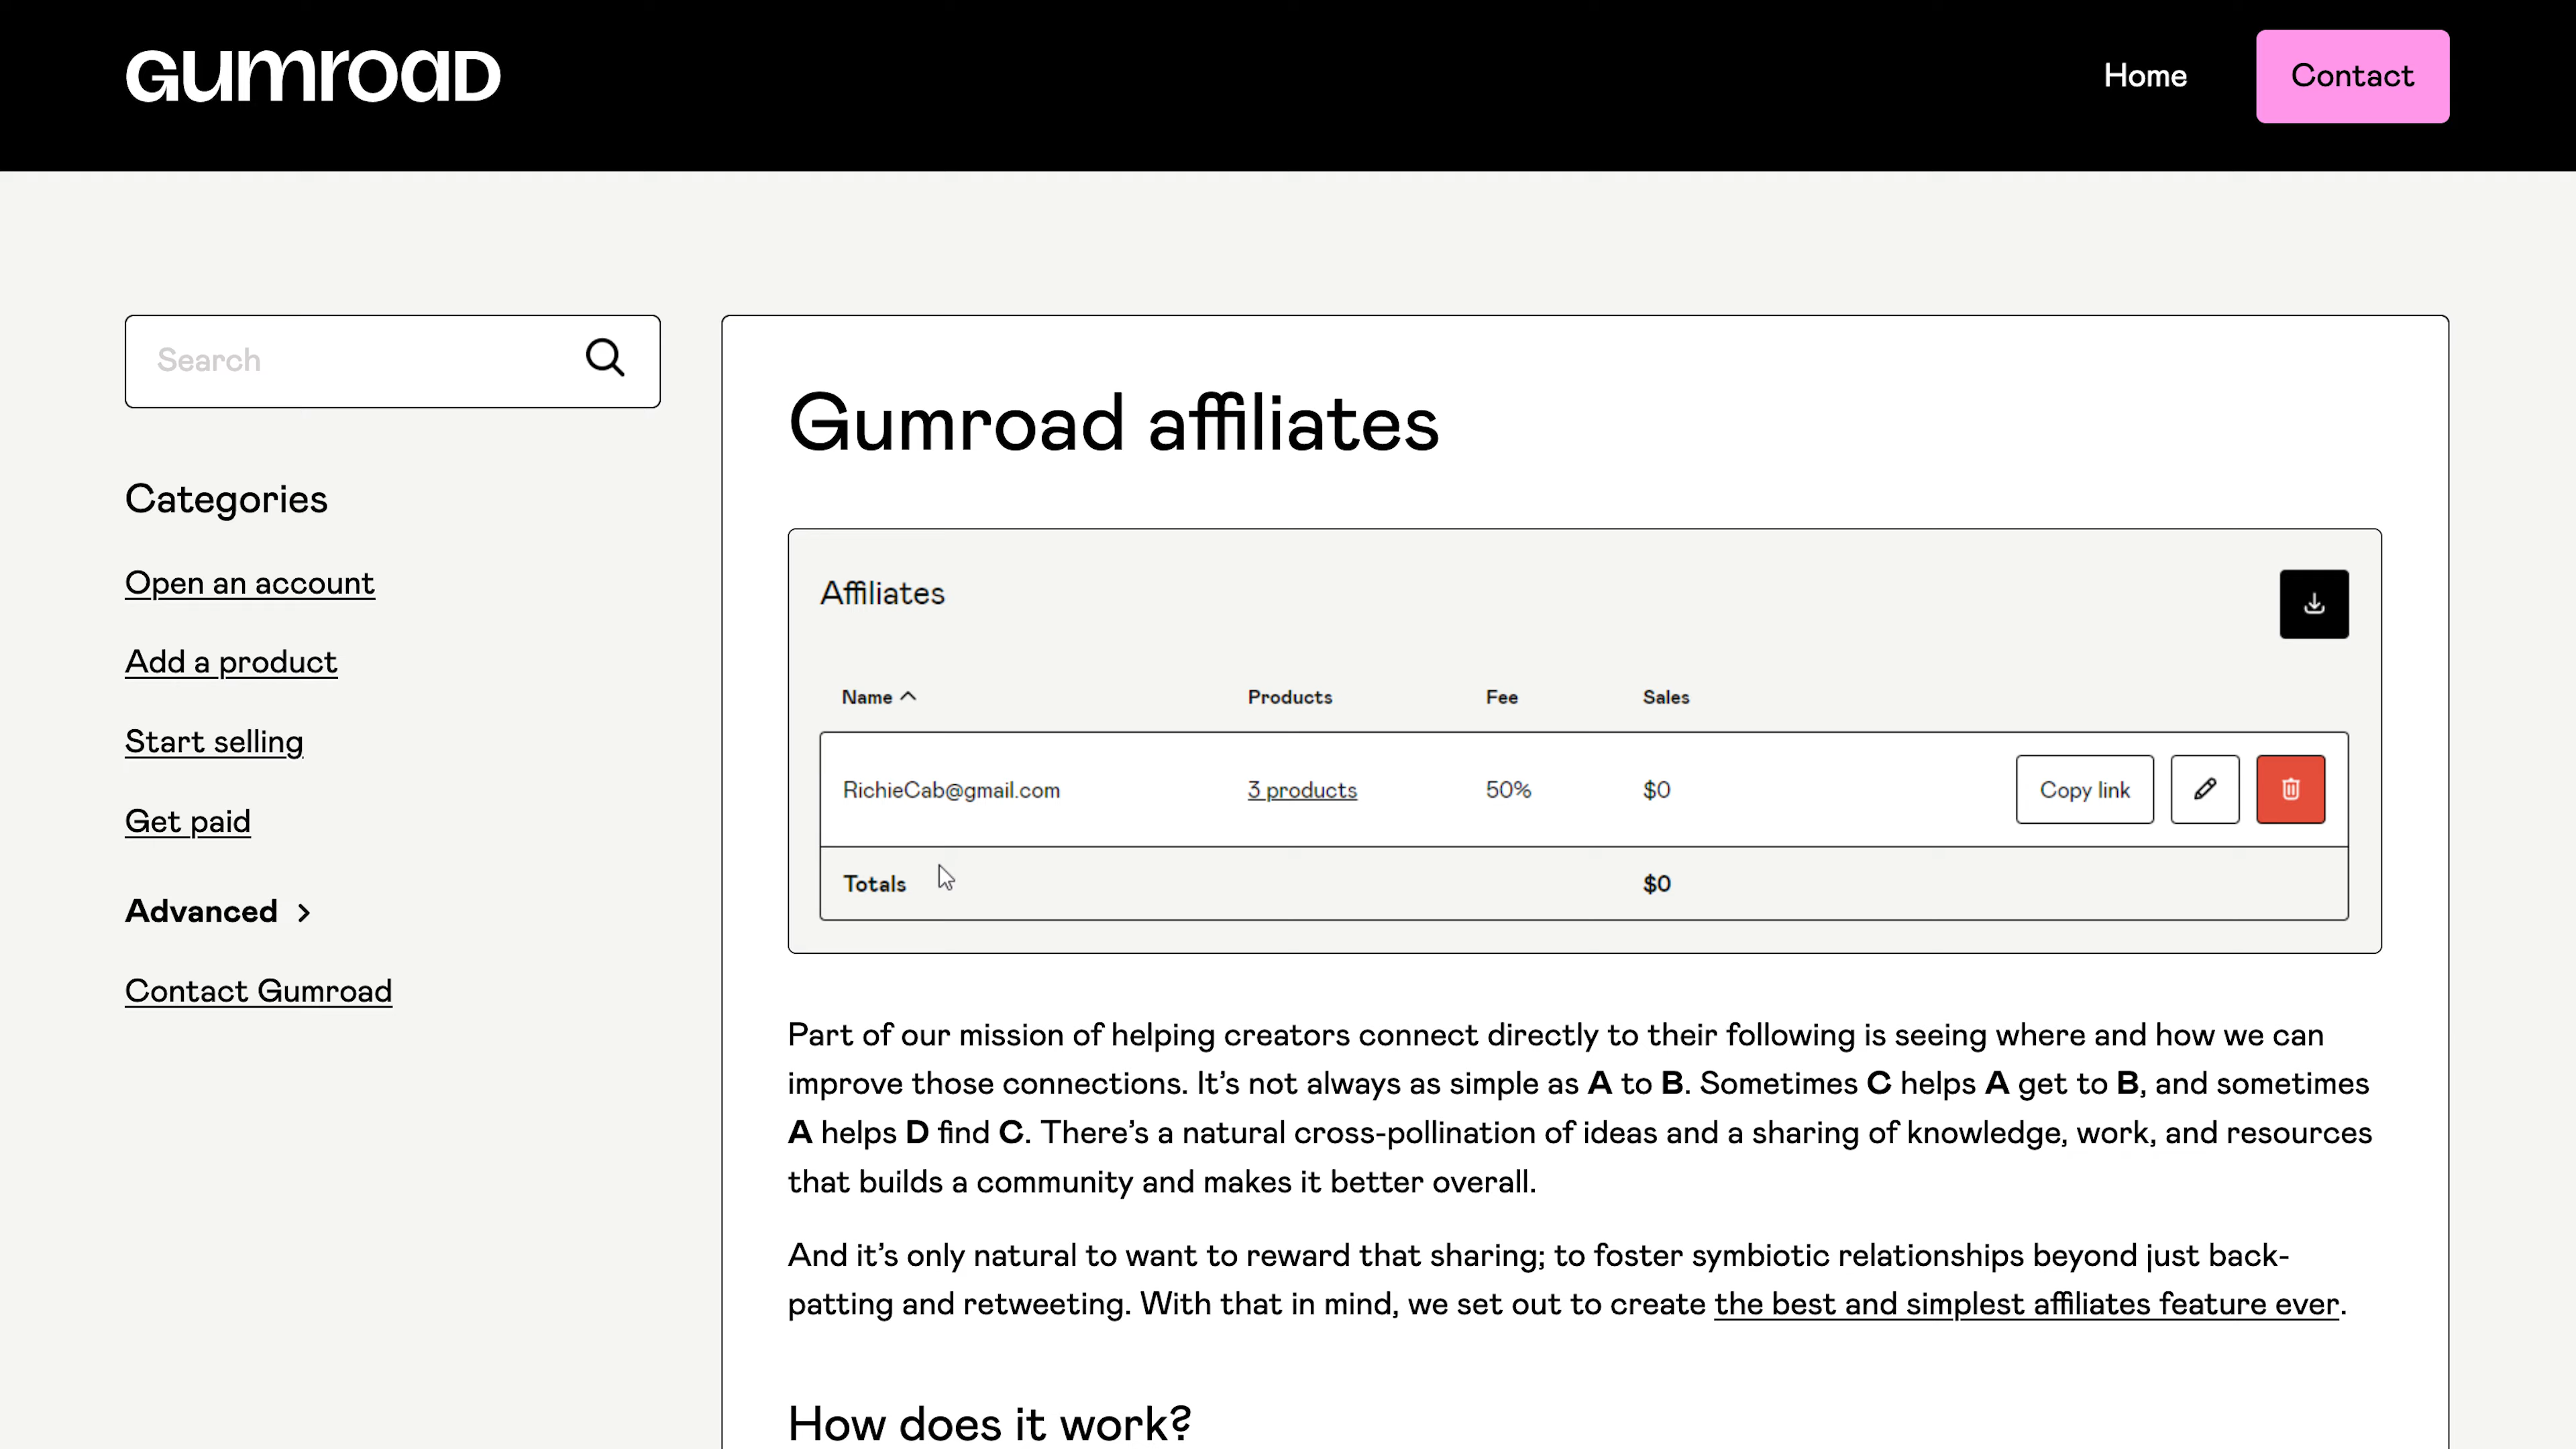 Gumroad
Home
Contact
Search
Categories
Open an account
Add a product
Start selling
Get paid
Advanced
Contact Gumroad
Gumroad affiliates
Affiliates
Name Products Fee Sales
RichieCab@gmail.com 3 products 50% $0 Copy link
Totals $0
Part of our mission of helping creators connect directly to their following is seeing where and how we can
improve those connections. It’s not always as simple as A to B. Sometimes C helps A get to B, and sometimes
A helps D find C. There’s a natural cross-pollination of ideas and a sharing of knowledge, work, and resources
that builds a community and makes it better overall.
And it’s only natural to want to reward that sharing; to foster symbiotic relationships beyond just back-
patting and retweeting. With that in mind, we set out to create the best and simplest affiliates feature ever.
How does it work?